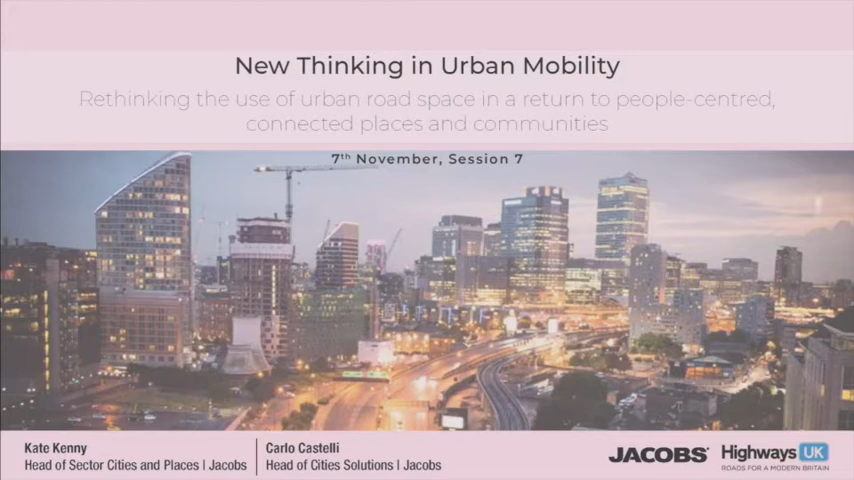 New Thinking in Urban Mobility
Rethinking the use of urban road space in a return to people-centred,
connected places and communities
7th November, Session 7
Kate Kenny
Head of Sector Cities and Places | Jacobs
Carlo Castelli
Head of Cities Solutions | Jacobs
JACOBS
Highways UK
ROADS FOR A MODERN BRITAIN